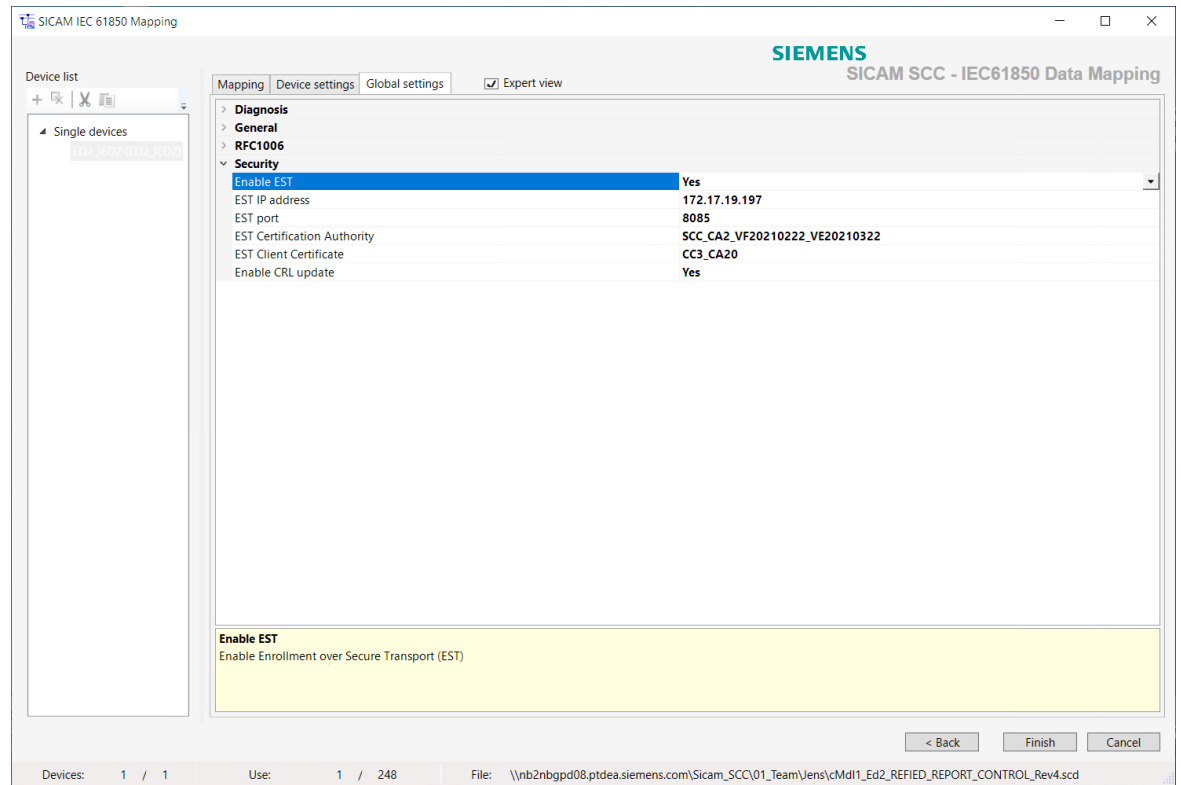 SICAM IEC 61850 Mapping
SIEMENS
SICAM SCC - IEC61850 Data Mapping
Device list
Mapping Device settings Global settings Expert view
Single devices
ED2_IED2 (ED2_IED2)
Diagnosis
General
RFC1006
Security
Enable EST Yes
EST IP address 172.17.19.197
EST port 8085
EST Certification Authority SCC_CA2_VF20210222_VE20210322
EST Client Certificate CC3_CA20
Enable CRL update Yes
Enable EST
Enable Enrollment over Secure Transport (EST)
< Back Finish Cancel
Devices: 1 / 1 Use: 1 / 248 File: \\nb2nbgpd08.ptdea.siemens.com\Sicam_SCC\01_Team\Jens\cMdl1_Ed2_REFIED_REPORT_CONTROL_Rev4.scd